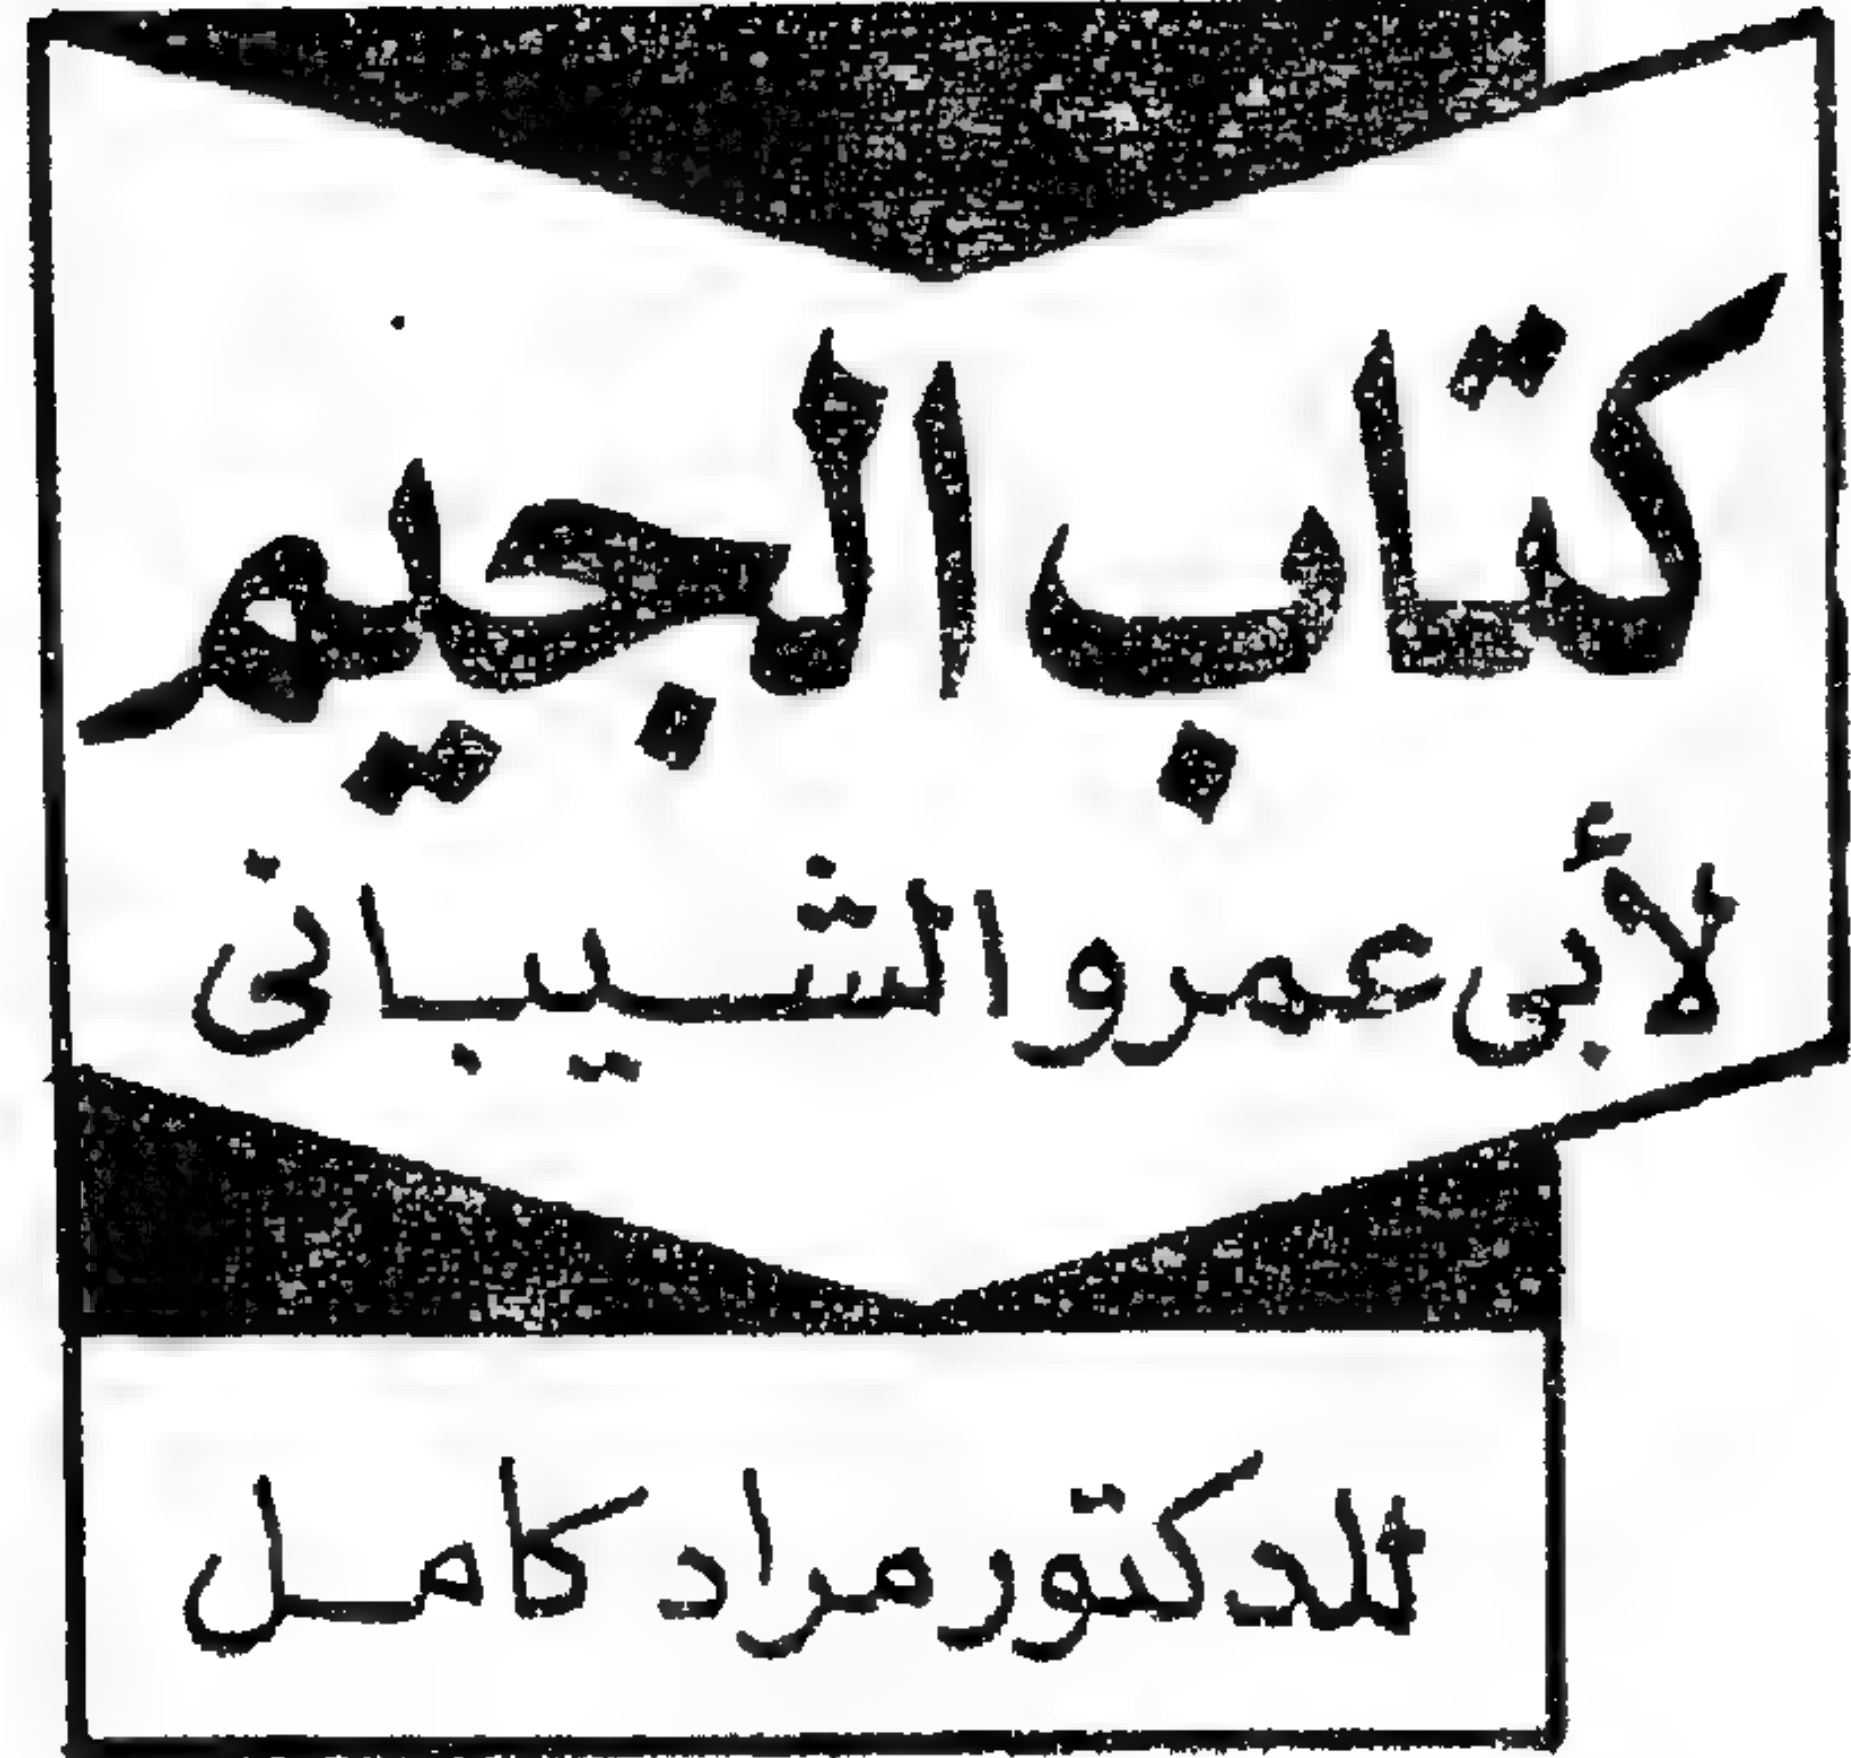 كتاب الجيم
لأبى عمرو الشيبانى
للدكتور مراد كامل